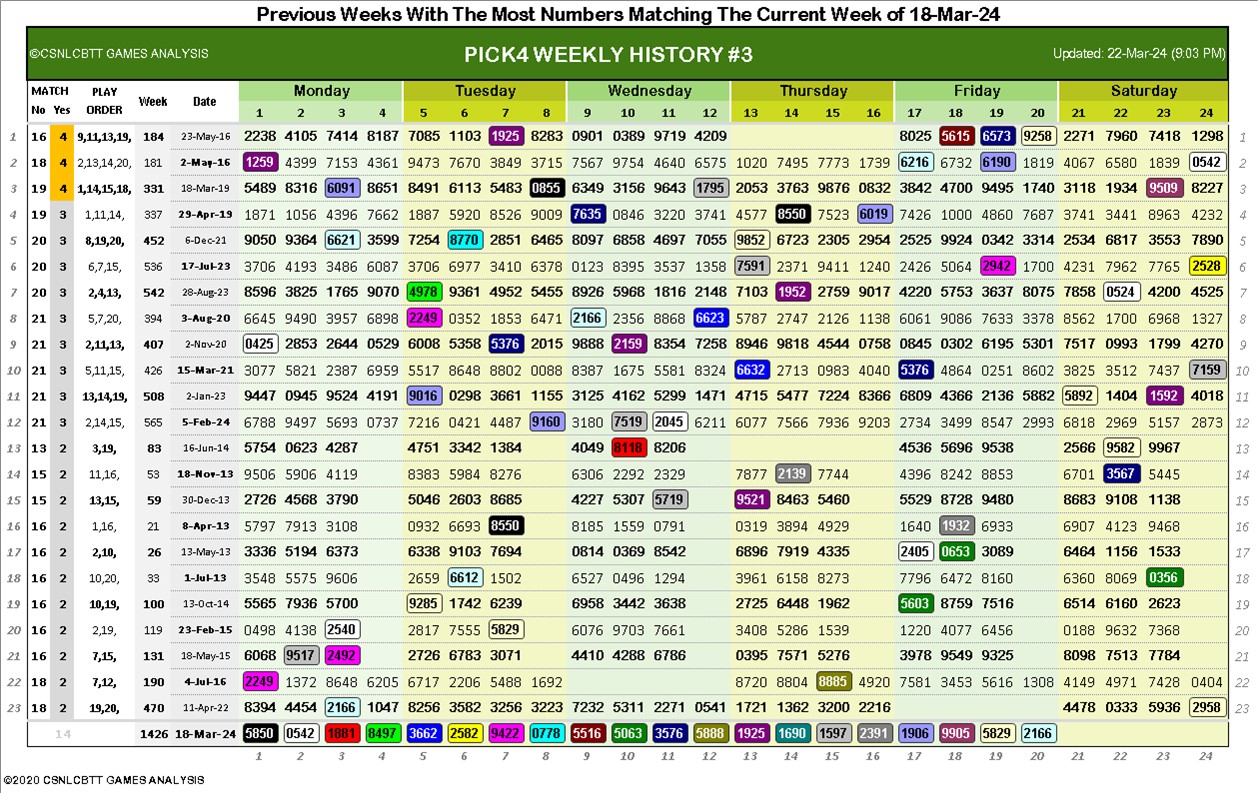 Previous Weeks With The Most Numbers Matching The Current Week of 18-Mar-24
©CSNLCBTT GAMES ANALYSIS PICK4 WEEKLY HISTORY #3 Updated: 22-Mar-24 (9:03 PM)
MATCH PLAY Week Date Monday Tuesday Wednesday Thursday Friday Saturday
No Yes ORDER 1 2 3 4 5 6 7 8 9 10 11 12 13 14 15 16 17 18 19 20 21 22 23 24
1 16 4 9,11,13,19, 184 23-May-16 2238 4105 7414 8187 7085 1103 1925 8283 0901 0389 9719 4209 8025 5615 6573 9258 2271 7960 7418 1298 1
2 18 4 2,13,14,20, 181 2-May-16 1259 4399 7153 4361 9473 7670 3849 3715 7567 9754 4640 6575 1020 7495 7773 1739 6216 6732 6190 1819 4067 6580 1839 0542 2
3 19 4 1,14,15,18, 331 18-Mar-19 5489 8316 6091 8651 8491 6113 5483 0855 6349 3156 9643 1795 2053 3763 9876 0832 3842 4700 9495 1740 3118 1934 9509 8227 3
4 19 3 1,11,14, 337 29-Apr-19 1871 1056 4396 7662 1887 5920 8526 9009 7635 0846 3220 3741 4577 8550 7523 6019 7426 1000 4860 7687 3741 3441 8963 4232 4
5 20 3 8,19,20, 452 6-Dec-21 9050 9364 6621 3599 7254 8770 2851 6465 8097 6858 4697 7055 9852 6723 2305 2954 2525 9924 0342 3314 2534 6817 3553 7890 5
6 20 3 6,7,15, 536 17-Jul-23 3706 4193 3486 6087 3706 6977 3410 6378 0123 8395 3537 1358 7591 2371 9411 1240 2426 5064 2942 1700 4231 7962 7765 2528 6
7 20 3 2,4,13, 542 28-Aug-23 8596 3825 1765 9070 4978 9361 4952 5455 8926 5968 1816 2148 7103 1952 2759 9017 4220 5753 3637 8075 7858 0524 4200 4525 7
8 21 3 5,7,20, 394 3-Aug-20 6645 9490 3957 6898 2249 0352 1853 6471 2166 2356 8868 6623 5787 2747 2126 1138 6061 9086 7633 3378 8562 1700 6968 1327 8
9 21 3 2,11,13, 407 2-Nov-20 0425 2853 2644 0529 6008 5358 5376 2015 9888 2159 8354 7258 8946 9818 4544 0758 0845 0302 6195 5301 7517 0993 1799 4270 9
10 21 3 5,11,15, 426 15-Mar-21 3077 5821 2387 6959 5517 8648 8802 0088 8387 1675 5581 8324 6632 2713 0983 4040 5376 4864 0251 8602 3825 3512 7437 7159 10
11 21 3 13,14,19, 508 2-Jan-23 9447 0945 9524 4191 9016 0298 3661 1155 3125 4162 5299 1471 4715 5477 7224 8366 6809 4366 2136 5882 5892 1404 1592 4018 11
12 21 3 2,14,15, 565 5-Feb-24 6788 9497 5693 0737 7216 0421 4487 9160 3180 7519 2045 6211 6077 7566 7936 9203 2734 3499 8547 2993 6818 2969 5157 2873 12
13 13 2 3,19, 83 16-Jun-14 5754 0623 4287 4751 3342 1384 4049 8118 8206 4536 5696 9538 2566 9582 9967 13
14 15 2 11,16, 53 18-Nov-13 9506 5906 4119 8383 5984 8276 6306 2292 2329 7877 2139 7744 4396 8242 8853 6701 3567 5445 14
15 15 2 13,15, 59 30-Dec-13 2726 4568 3790 5046 2603 8685 4227 5307 5719 9521 8463 5460 5529 8728 9480 8683 9108 1138 15
16 16 2 1,16, 21 8-Apr-13 5797 7913 3108 0932 6693 8550 8185 1559 0791 0319 3894 4929 1640 1932 6933 6907 4123 9468 16
17 16 2 2,10, 26 13-May-13 3336 5194 6373 6338 9103 7694 0814 0369 8542 6896 7919 4335 2405 0653 3089 6464 1156 1533 17
18 16 2 10,20, 33 1-Jul-13 3548 5575 9606 2659 6612 1502 6527 0496 1294 3961 6158 8273 7796 6472 8160 6360 8069 0356 18
19 16 2 10,19, 100 13-Oct-14 5565 7936 5700 9285 1742 6239 6958 3442 3638 2725 6448 1962 5603 8759 7516 6514 6160 2623 19
20 16 2 2,19, 119 23-Feb-15 0498 4138 2540 2817 7555 5829 6076 9703 7661 3408 5286 1539 1220 4077 6456 0188 9632 7368 20
21 16 2 7,15, 131 18-May-15 6068 9517 2492 2726 6783 3071 4410 4288 6786 0395 7571 5276 3978 9549 9325 8098 7513 7784 21
22 18 2 7,12, 190 4-Jul-16 2249 1372 8648 6205 6717 2206 5488 1692 8720 8804 8885 4920 7581 3453 5616 1308 4149 4971 7428 0404 22
23 18 2 19,20, 470 11-Apr-22 8394 4454 2166 1047 8256 3582 3256 3223 7232 5311 2271 0541 1721 1362 3200 2216 4478 0333 5936 2958 23
14 1426 18-Mar-24 5850 0542 1881 8497 3662 2582 9422 0778 5516 5063 3576 5888 1925 1690 1597 2391 1906 9905 5829 2166
1 2 3 4 5 6 7 8 9 10 11 12 13 14 15 16 17 18 19 20 21 22 23 24
©2020 CSNLCBTT GAMES ANALYSIS